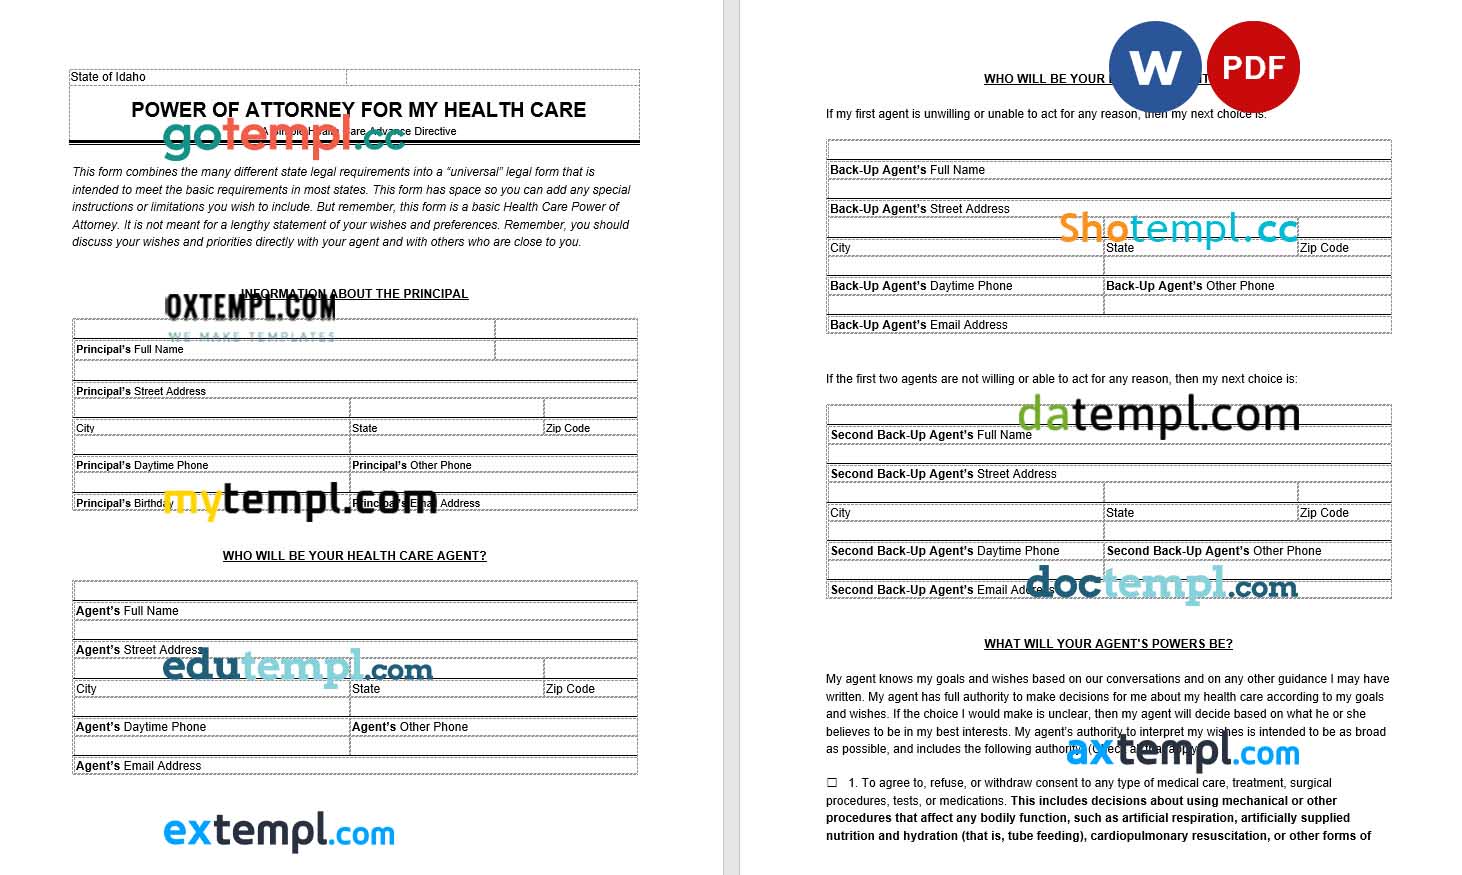 State of Idaho
POWER OF ATTORNEY FOR MY HEALTH CARE
gotempl.cc
Advance Directive
This form combines the many different state legal requirements into a “universal” legal form that is
intended to meet the basic requirements in most states. This form has space so you can add any special
instructions or limitations you wish to include. But remember, this form is a basic Health Care Power of
Attorney. It is not meant for a lengthy statement of your wishes and preferences. Remember, you should
discuss your wishes and priorities directly with your agent and with others who are close to you.
INFORMATION ABOUT THE PRINCIPAL
OXTEMPL.COM
WE MAKE TEMPLATES
Principal’s Full Name
Principal’s Street Address
City State Zip Code
Principal’s Daytime Phone Principal’s Other Phone
Principal’s Birthday Principal’s Email Address
mytempl.com
WHO WILL BE YOUR HEALTH CARE AGENT?
Agent’s Full Name
Agent’s Street Address
edutempl.com
City State Zip Code
Agent’s Daytime Phone Agent’s Other Phone
Agent’s Email Address
extempl.com
W PDF
WHO WILL BE YOUR
If my first agent is unwilling or unable to act for any reason, then my next choice is:
Back-Up Agent’s Full Name
Back-Up Agent’s Street Address
Shotempl.cc
City State Zip Code
Back-Up Agent’s Daytime Phone Back-Up Agent’s Other Phone
Back-Up Agent’s Email Address
If the first two agents are not willing or able to act for any reason, then my next choice is:
datempl.com
Second Back-Up Agent’s Full Name
Second Back-Up Agent’s Street Address
City State Zip Code
Second Back-Up Agent’s Daytime Phone Second Back-Up Agent’s Other Phone
Second Back-Up Agent’s Email Address
doctempl.com
WHAT WILL YOUR AGENT'S POWERS BE?
My agent knows my goals and wishes based on our conversations and on any other guidance I may have
written. My agent has full authority to make decisions for me about my health care according to my goals
and wishes. If the choice I would make is unclear, then my agent will decide based on what he or she
believes to be in my best interests. My agent’s authority to interpret my wishes is intended to be as broad
as possible, and includes the following authority (Check all that apply)
axtempl.com
☐ 1. To agree to, refuse, or withdraw consent to any type of medical care, treatment, surgical
procedures, tests, or medications. This includes decisions about using mechanical or other
procedures that affect any bodily function, such as artificial respiration, artificially supplied
nutrition and hydration (that is, tube feeding), cardiopulmonary resuscitation, or other forms of